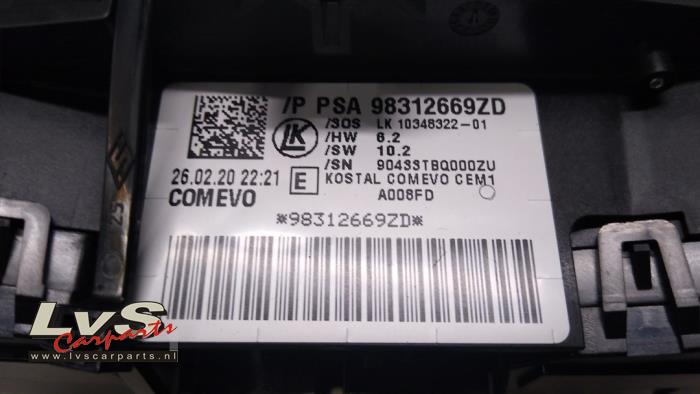 /P PSA 98312669ZD
/SOS LK 10348322-01
/HW 6.2
/SW 10.2
/SN 90433TBQ000ZU
26.02.20 22:21 E KOSTAL COMEVO CEM1
COMEVO A008FD
*98312669ZD*
LvS
Carparts
www.lvscarparts.nl